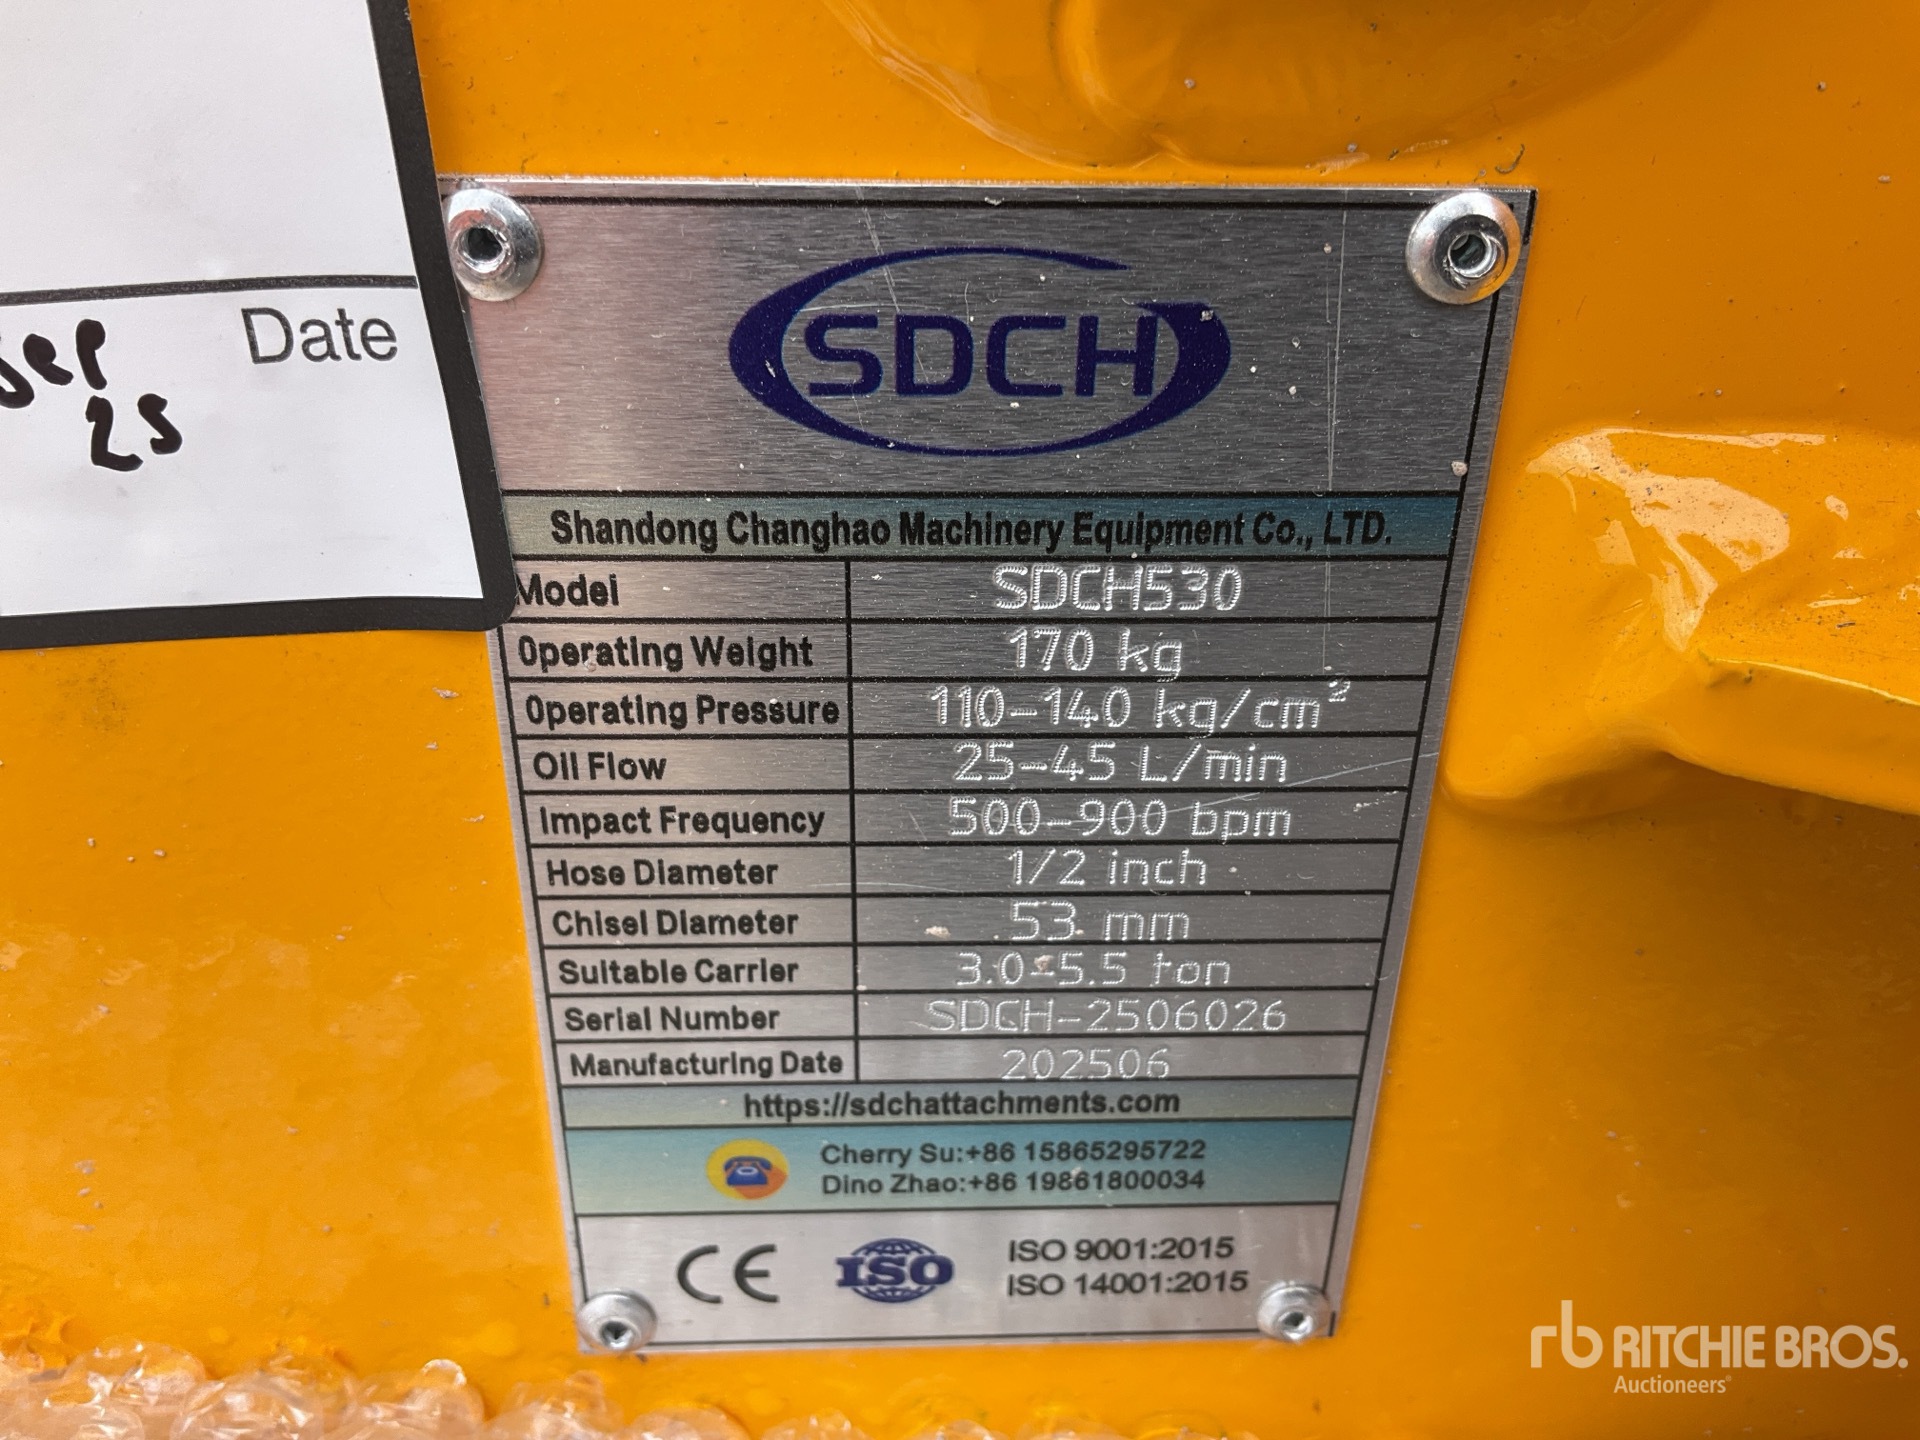 Date
Sep
25
SDCH
Shandong Changhao Machinery Equipment Co., LTD.
Model SDCH530
Operating Weight 170 kg
Operating Pressure 110-140 kg/cm²
Oil Flow 25-45 L/min
Impact Frequency 500-900 bpm
Hose Diameter 1/2 inch
Chisel Diameter 53 mm
Suitable Carrier 3.0-5.5 ton
Serial Number SDCH-2506026
Manufacturing Date 202506
https://sdchattachments.com
Cherry Su:+86 15865295722
Dino Zhao:+86 19861800034
CE ISO ISO 9001:2015
ISO 14001:2015
rb RITCHIE BROS.
Auctioneers